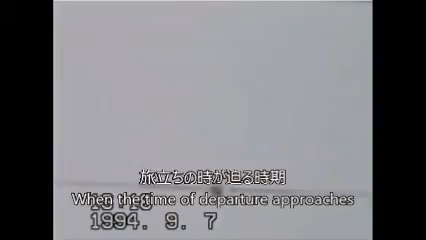 旅立ちの時が迫る時期
When the time of departure approaches
1994. 9. 7